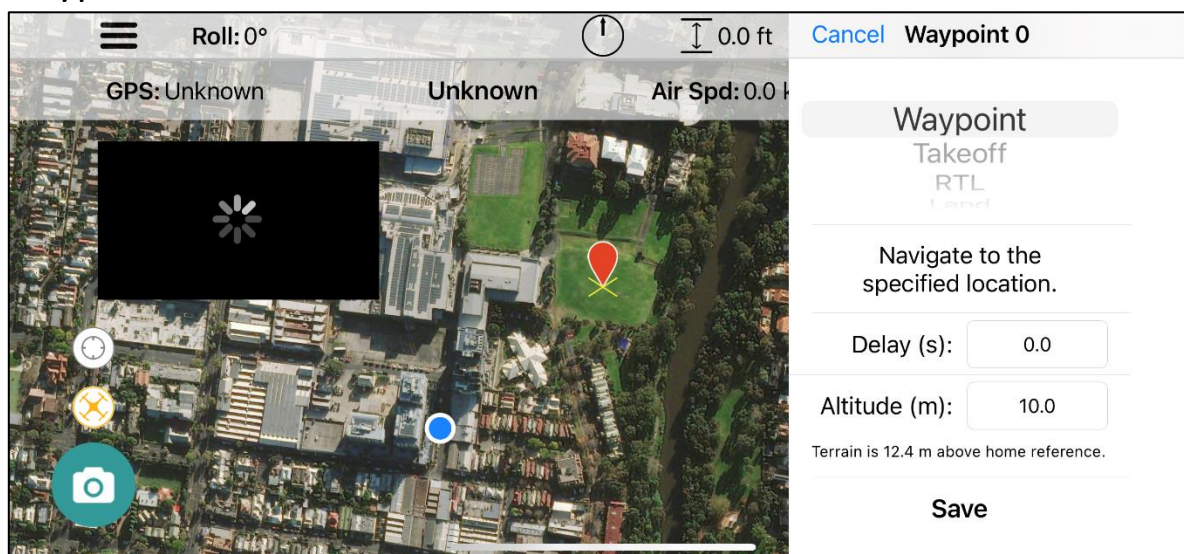 Roll: 0°
0.0 ft
GPS: Unknown
Unknown
Air Spd: 0.0
Cancel Waypoint 0
Waypoint
Takeoff
RTL
Land
Navigate to the
specified location.
Delay (s): 0.0
Altitude (m): 10.0
Terrain is 12.4 m above home reference.
Save